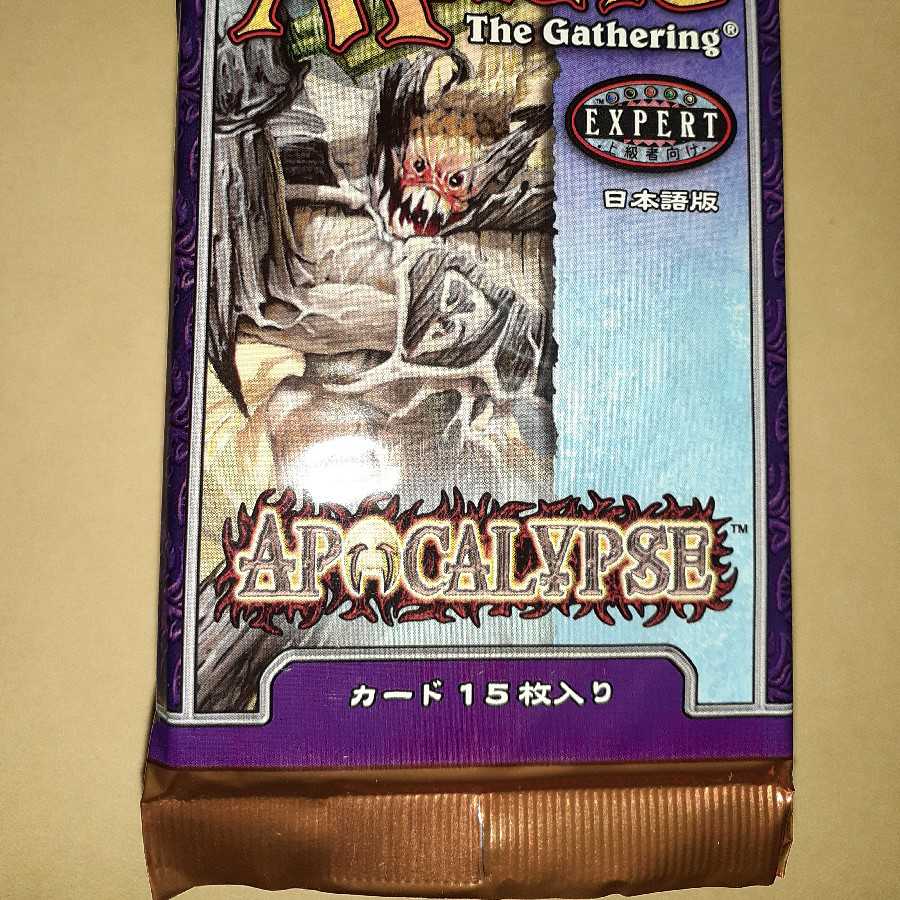 Magic
The Gathering®
EXPERT
上級者向け
日本語版
APOCALYPSE™
カード15枚入り